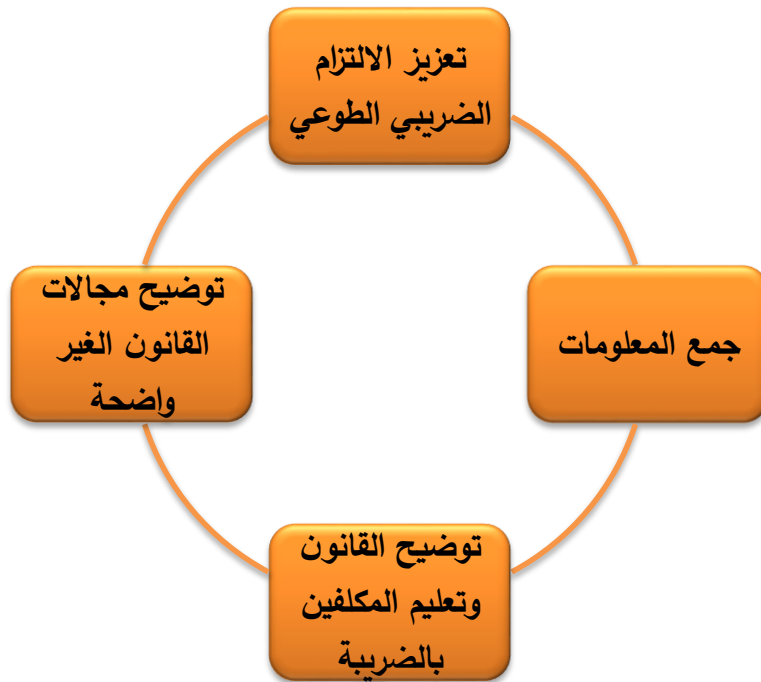 تعزيز الالتزام
الضريبي الطوعي
جمع المعلومات
توضيح القانون
وتعليم المكلفين
بالضريبة
توضيح مجالات
القانون الغير
واضحة